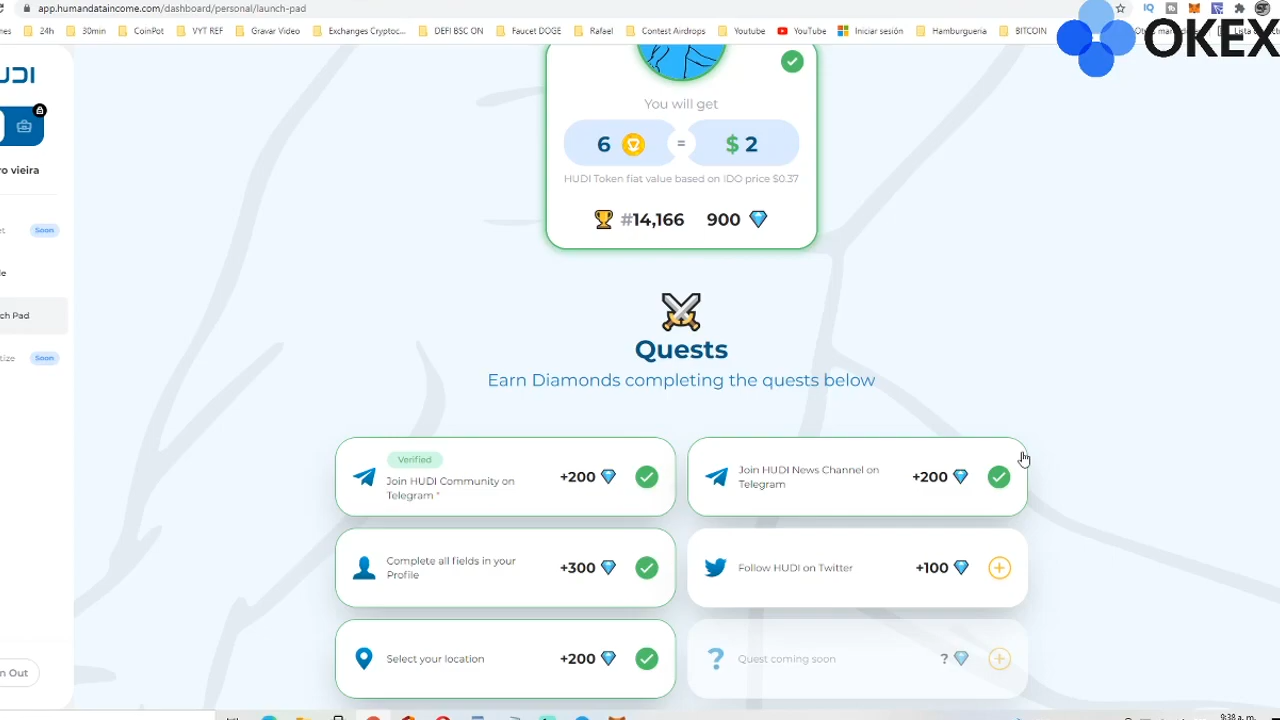 app.humandataincome.com/dashboard/personal/launch-pad
24h
30min
CoinPot
VYT REF
Gravar Video
Exchanges Cryptoc...
DEFI BSC ON
Faucet DOGE
Rafael
Contest Airdrops
Youtube
YouTube
Iniciar sesión
Hamburgueria
BITCOIN
OKEX
UDI
You will get
6 = $ 2
HUDI Token fiat value based on IDO price $0.37
#14,166 900
ro vieira
Soon
ch Pad
tize Soon
n Out
Quests
Earn Diamonds completing the quests below
Verified
Join HUDI Community on
Telegram *
+200
Join HUDI News Channel on
Telegram
+200
Complete all fields in your
Profile
+300
Follow HUDI on Twitter
+100
Select your location
+200
Quest coming soon
?
9:38 a. m.